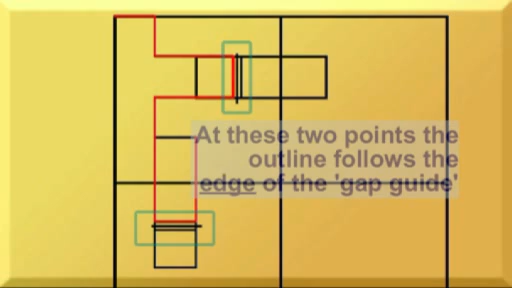 At these two points the
outline follows the
edge of the 'gap guide'